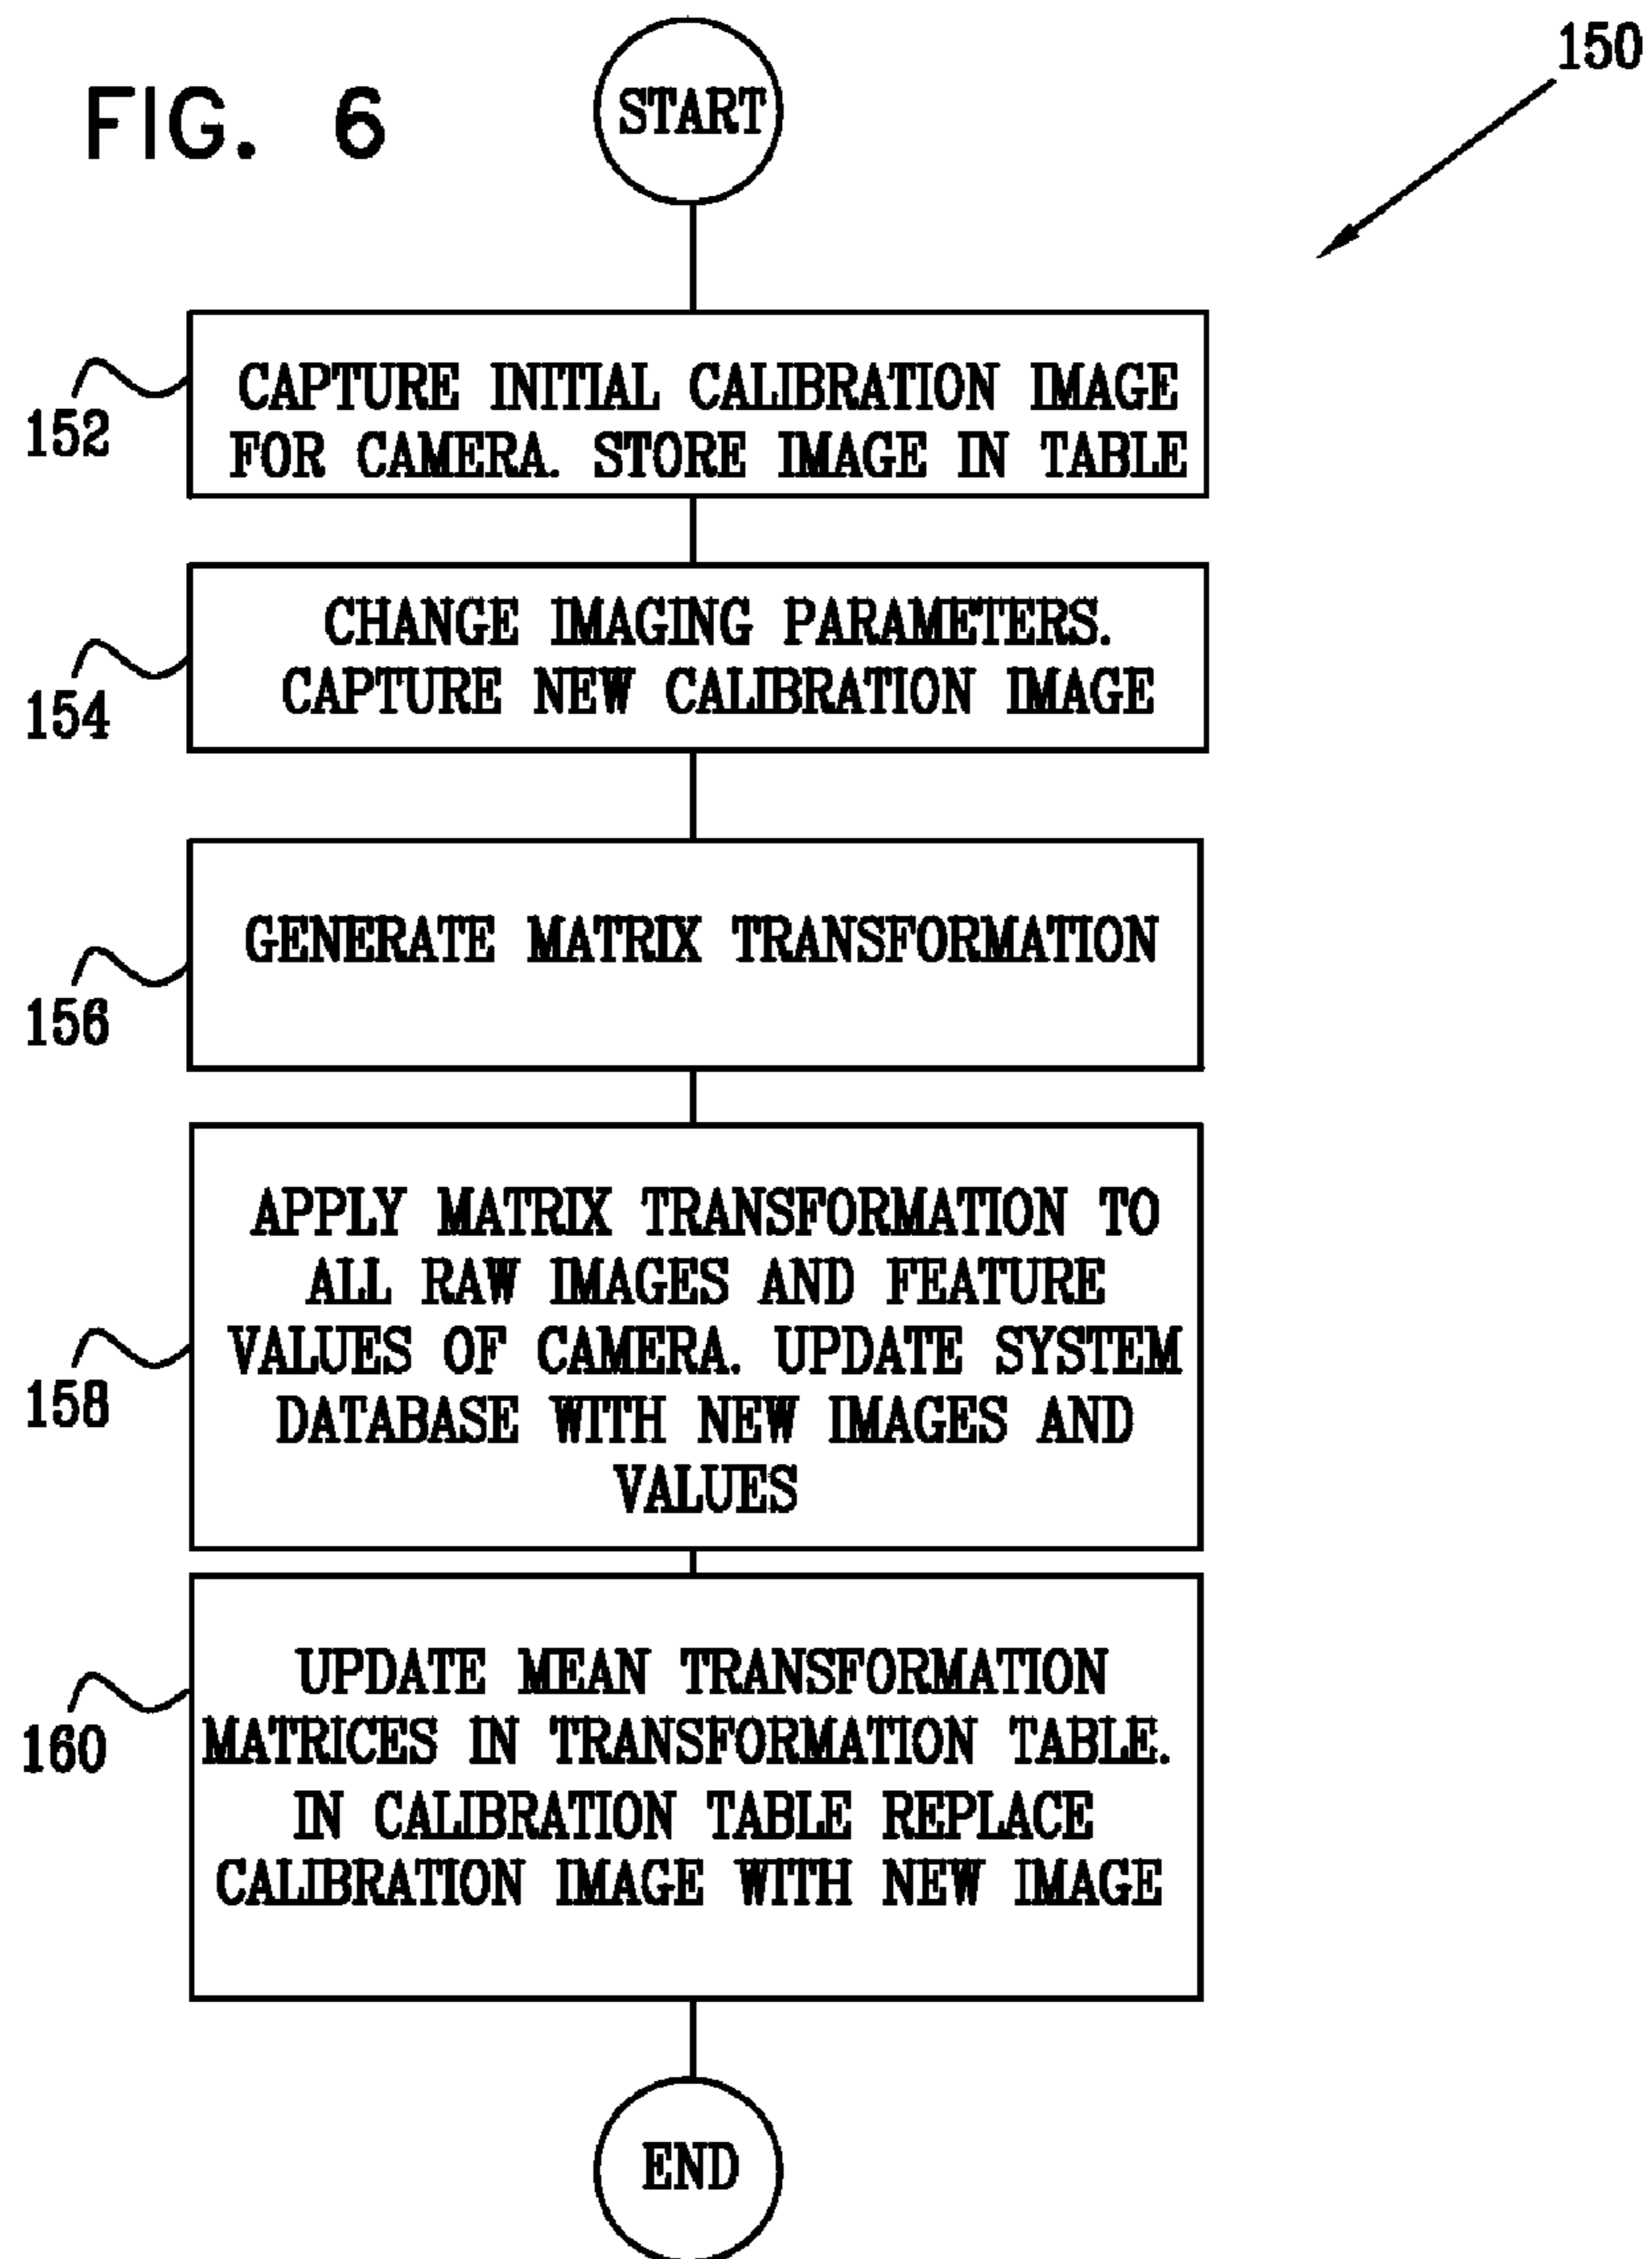 FIG. 6
START
150
152
CAPTURE INITIAL CALIBRATION IMAGE
FOR CAMERA. STORE IMAGE IN TABLE
154
CHANGE IMAGING PARAMETERS.
CAPTURE NEW CALIBRATION IMAGE
156
GENERATE MATRIX TRANSFORMATION
158
APPLY MATRIX TRANSFORMATION TO
ALL RAW IMAGES AND FEATURE
VALUES OF CAMERA. UPDATE SYSTEM
DATABASE WITH NEW IMAGES AND
VALUES
160
UPDATE MEAN TRANSFORMATION
MATRICES IN TRANSFORMATION TABLE.
IN CALIBRATION TABLE REPLACE
CALIBRATION IMAGE WITH NEW IMAGE
END